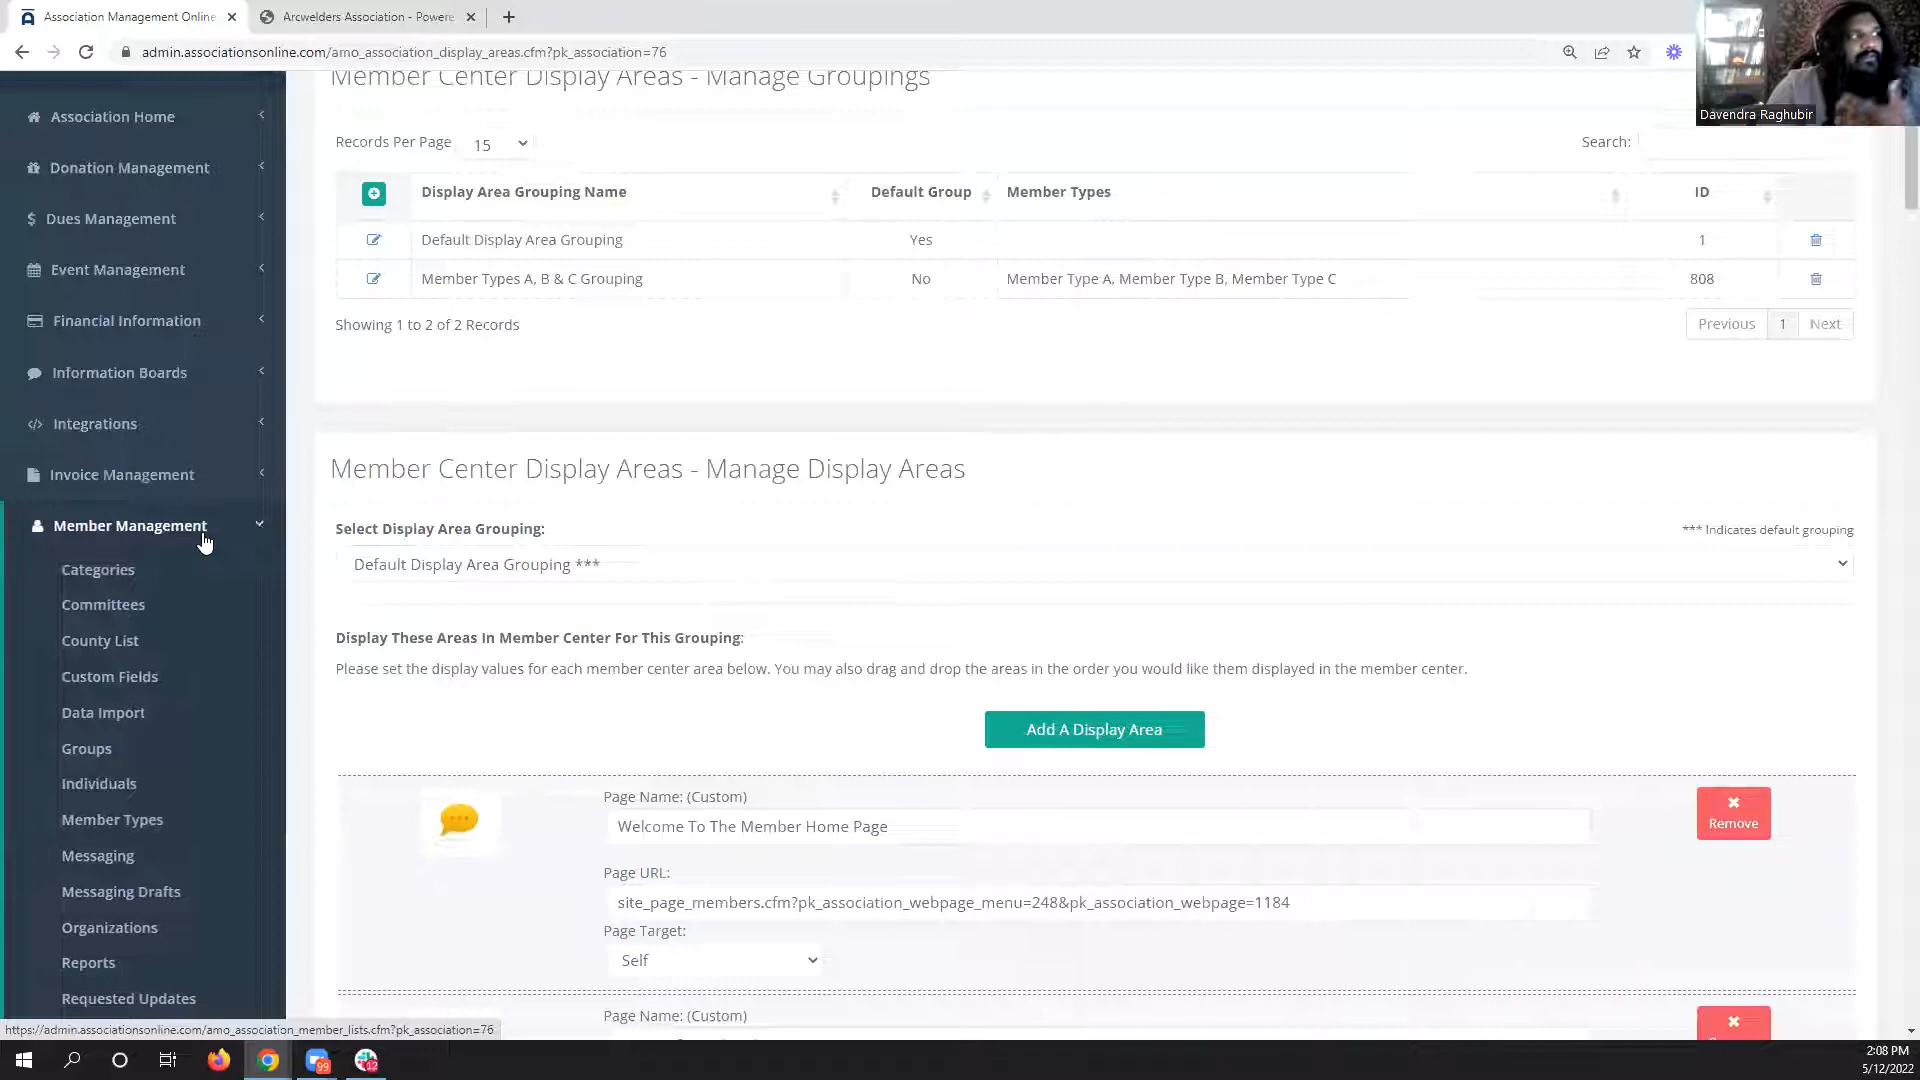 Association Management Online
Arcwelders Association - Powere
admin.associationsonline.com/amo_association_display_areas.cfm?pk_association=76
Davendra Raghubir
Association Home
Donation Management
Dues Management
Event Management
Financial Information
Information Boards
Integrations
Invoice Management
Member Management
Categories
Committees
County List
Custom Fields
Data Import
Groups
Individuals
Member Types
Messaging
Messaging Drafts
Organizations
Reports
Requested Updates
Member Center Display Areas - Manage Groupings
Records Per Page 15
Search:
Display Area Grouping Name Default Group Member Types ID
Default Display Area Grouping Yes 1
Member Types A, B & C Grouping No Member Type A, Member Type B, Member Type C 808
Showing 1 to 2 of 2 Records
Previous 1 Next
Member Center Display Areas - Manage Display Areas
Select Display Area Grouping:
*** Indicates default grouping
Default Display Area Grouping ***
Display These Areas In Member Center For This Grouping:
Please set the display values for each member center area below. You may also drag and drop the areas in the order you would like them displayed in the member center.
Add A Display Area
Page Name: (Custom)
Welcome To The Member Home Page
Remove
Page URL:
site_page_members.cfm?pk_association_webpage_menu=248&pk_association_webpage=1184
Page Target:
Self
Page Name: (Custom)
https://admin.associationsonline.com/amo_association_member_lists.cfm?pk_association=76
99
12
2:08 PM
5/12/2022